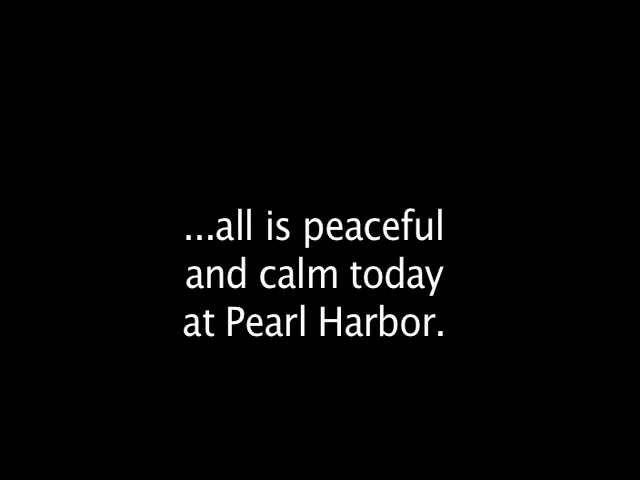 ...all is peaceful
and calm today
at Pearl Harbor.